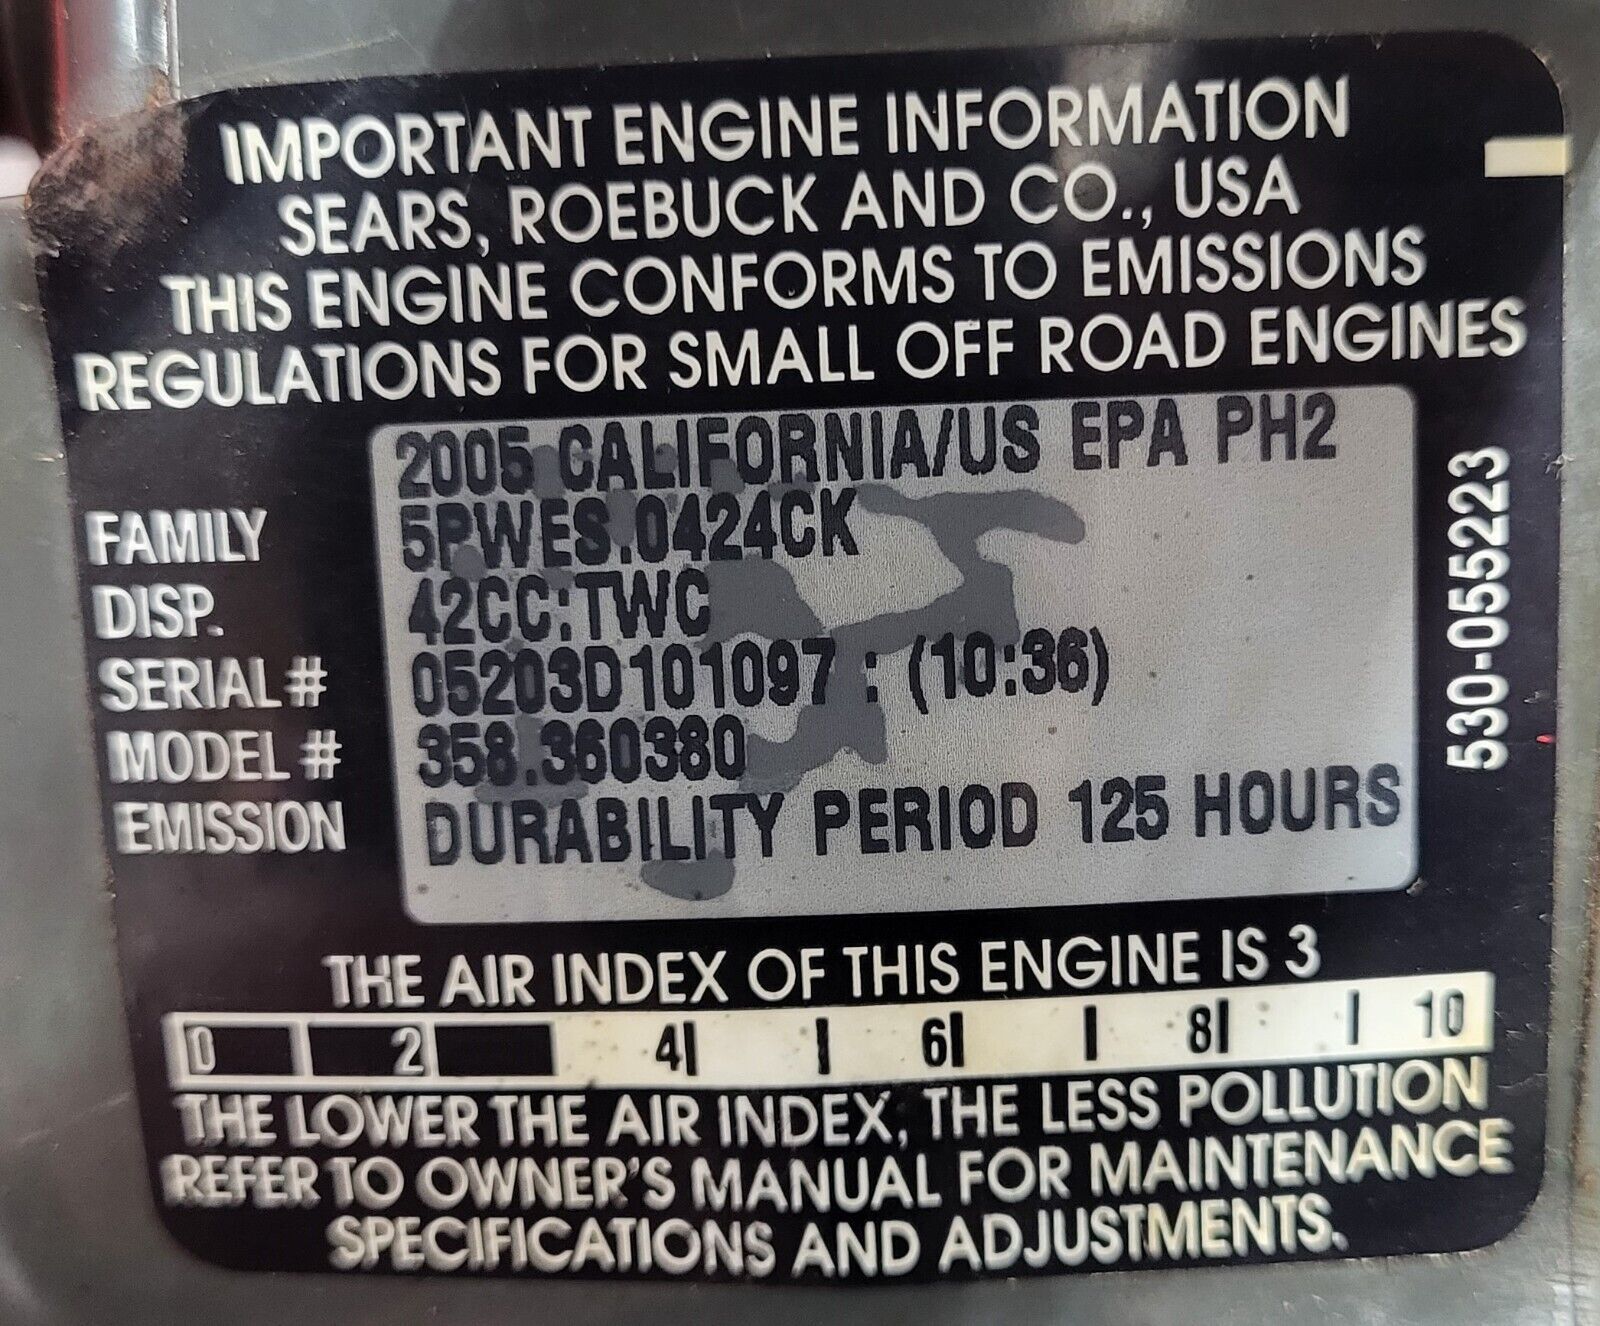 IMPORTANT ENGINE INFORMATION
SEARS, ROEBUCK AND CO., USA
THIS ENGINE CONFORMS TO EMISSIONS
REGULATIONS FOR SMALL OFF ROAD ENGINES
2005 CALIFORNIA/US EPA PH2
FAMILY 5PWES.0424CK
DISP. 42CC:TWC
SERIAL # 05203D101097 : (10:36)
MODEL # 358.360380
EMISSION DURABILITY PERIOD 125 HOURS
530-055223
THE AIR INDEX OF THIS ENGINE IS 3
0 2 4 6 8 10
THE LOWER THE AIR INDEX, THE LESS POLLUTION
REFER TO OWNER'S MANUAL FOR MAINTENANCE
SPECIFICATIONS AND ADJUSTMENTS.